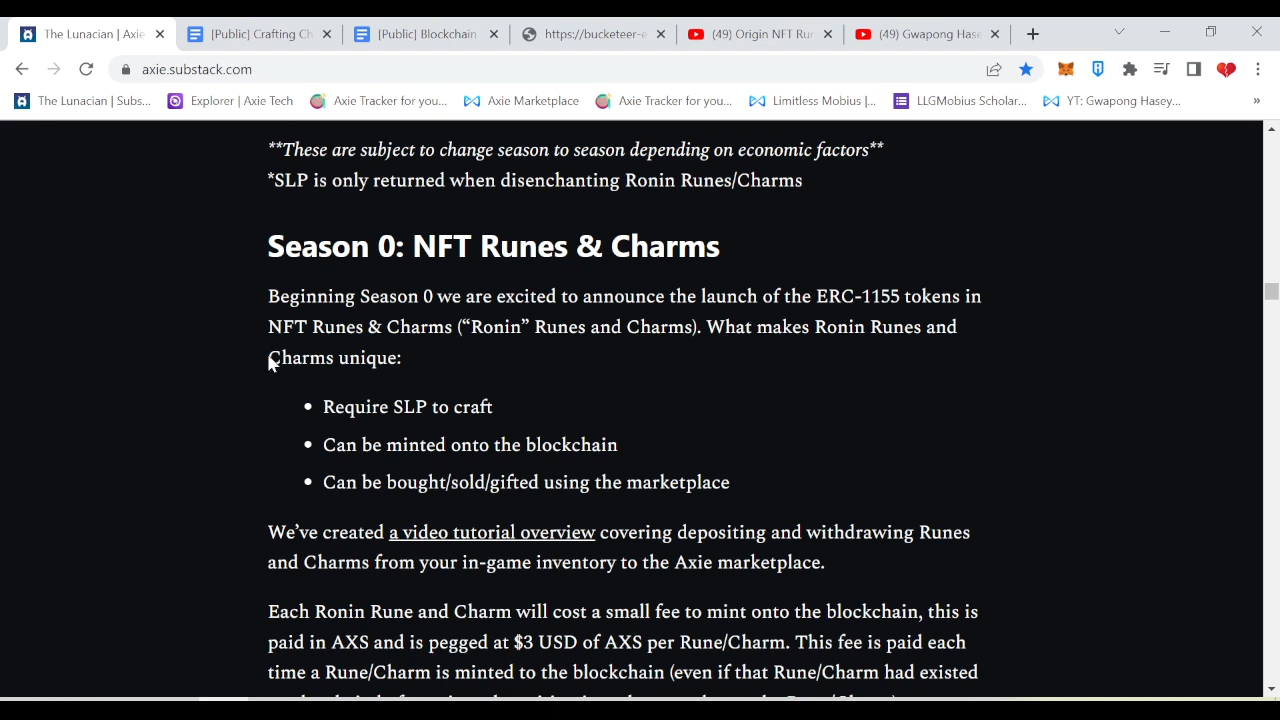 The Lunacian | Axie
[Public] Crafting Ch
[Public] Blockchain
https://bucketeer-e
(49) Origin NFT Rur
(49) Gwapong Hase
axie.substack.com
The Lunacian | Subs...
Explorer | Axie Tech
Axie Tracker for you...
Axie Marketplace
Axie Tracker for you...
Limitless Mobius |...
LLGMobius Scholar...
YT: Gwapong Hasey...
**These are subject to change season to season depending on economic factors**
*SLP is only returned when disenchanting Ronin Runes/Charms
Season 0: NFT Runes & Charms
Beginning Season 0 we are excited to announce the launch of the ERC-1155 tokens in
NFT Runes & Charms (“Ronin” Runes and Charms). What makes Ronin Runes and
Charms unique:
• Require SLP to craft
• Can be minted onto the blockchain
• Can be bought/sold/gifted using the marketplace
We’ve created a video tutorial overview covering depositing and withdrawing Runes
and Charms from your in-game inventory to the Axie marketplace.
Each Ronin Rune and Charm will cost a small fee to mint onto the blockchain, this is
paid in AXS and is pegged at $3 USD of AXS per Rune/Charm. This fee is paid each
time a Rune/Charm is minted to the blockchain (even if that Rune/Charm had existed